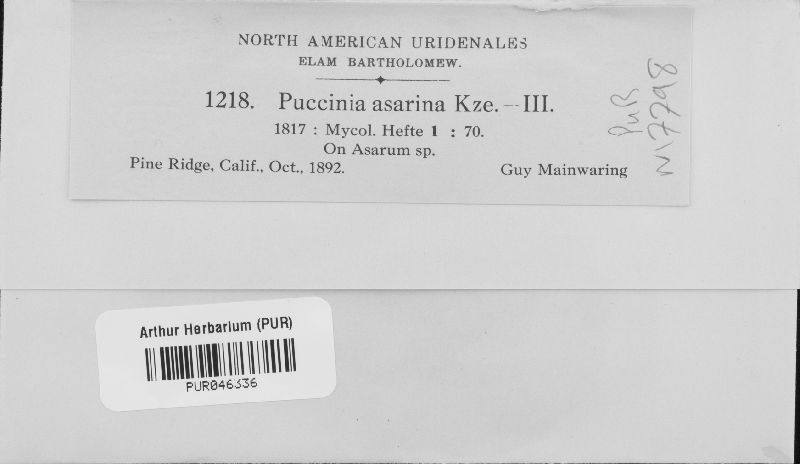 NORTH AMERICAN URIDENALES
ELAM BARTHOLOMEW.
1218. Puccinia asarina Kze.—III.
1817 : Mycol. Hefte 1 : 70.
On Asarum sp.
Pine Ridge, Calif., Oct., 1892. Guy Mainwaring
PUR
N17798
Arthur Herbarium (PUR)
PUR046336